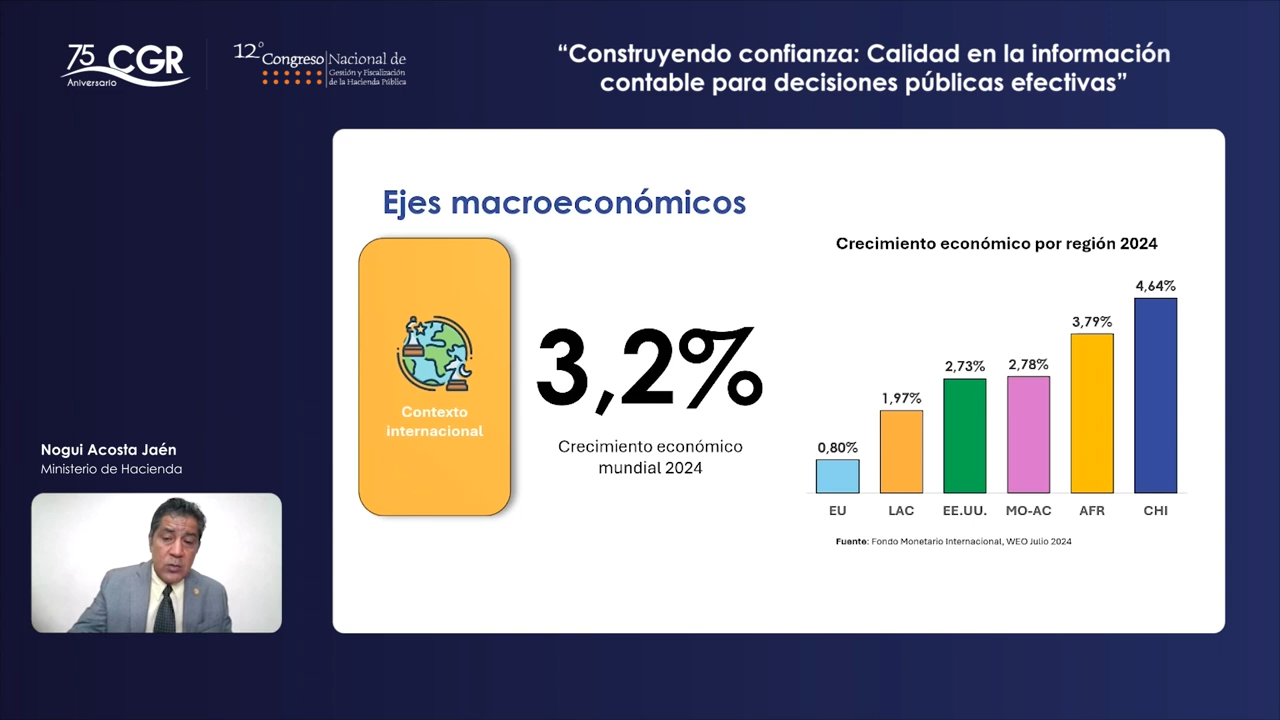 75 CGR
Aniversario
12° Congreso Nacional de
Gestión y Fiscalización
de la Hacienda Pública
“Construyendo confianza: Calidad en la información
contable para decisiones públicas efectivas”
Ejes macroeconómicos
Contexto
internacional
3,2%
Crecimiento económico
mundial 2024
Crecimiento económico por región 2024
0,80%
1,97%
2,73%
2,78%
3,79%
4,64%
EU
LAC
EE.UU.
MO-AC
AFR
CHI
Fuente: Fondo Monetario Internacional, WEO Julio 2024
Nogui Acosta Jaén
Ministerio de Hacienda